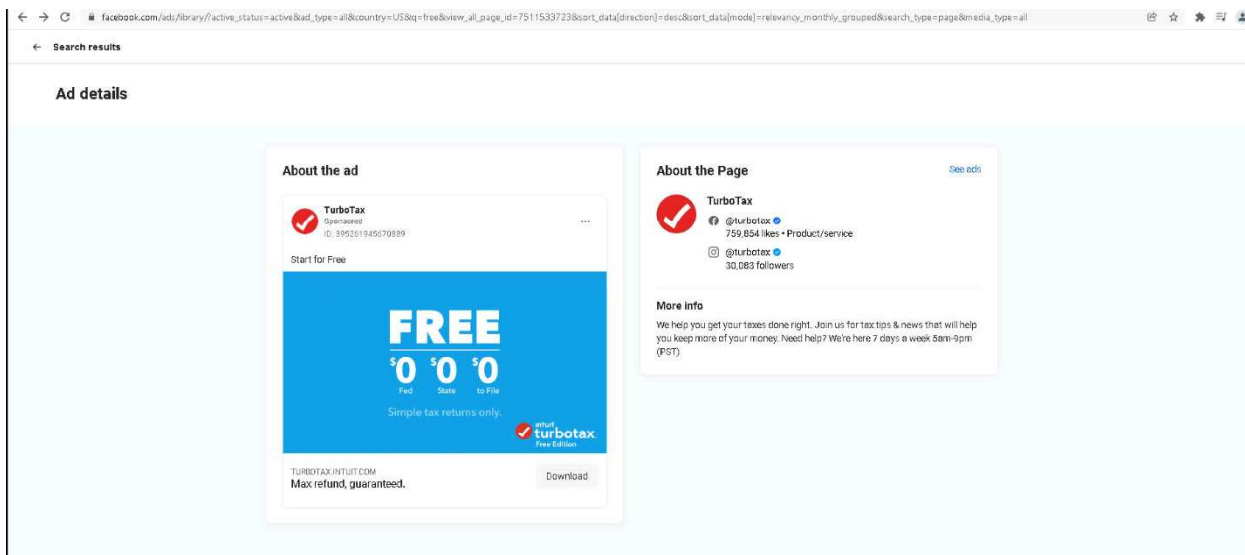 facebook.com/ads/library/?active_status=active&ad_type=all&country=US&q=free&view_all_page_id=7511533723&sort_data[direction]=desc&sort_data[mode]=relevancy_monthly_grouped&search_type=page&media_type=all
Search results
Ad details
About the ad
TurboTax
Sponsored
ID: 395261945670889
Start for Free
FREE
$0 $0 $0
Fed State to File
Simple tax returns only.
intuit
turbotax.
Free Edition
TURBOTAX.INTUIT.COM
Max refund, guaranteed.
Download
About the Page
See ads
TurboTax
@turbotax
759,854 likes • Product/service
@turbotax
30,083 followers
More info
We help you get your taxes done right. Join us for tax tips & news that will help
you keep more of your money. Need help? We're here 7 days a week 5am-9pm
(PST)